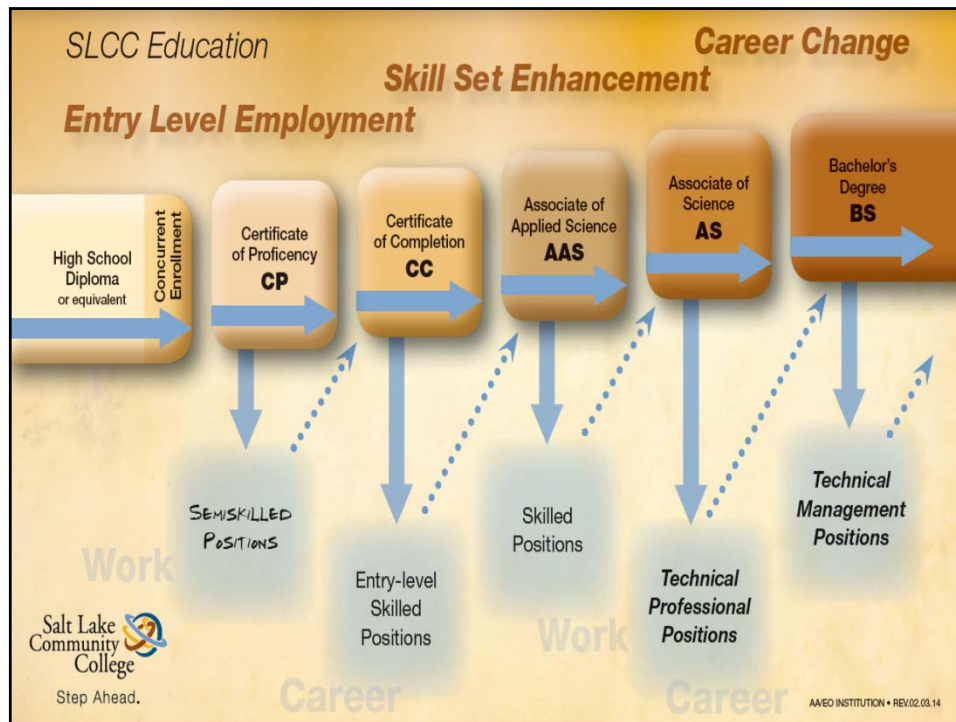 SLCC Education
Career Change
Skill Set Enhancement
Entry Level Employment
High School
Diploma
or equivalent
Concurrent
Enrollment
Certificate
of Proficency
CP
Certificate
of Completion
CC
Associate of
Applied Science
AAS
Associate of
Science
AS
Bachelor's
Degree
BS
SEMISKILLED
POSITIONS
Entry-level
Skilled
Positions
Skilled
Positions
Technical
Professional
Positions
Technical
Management
Positions
Work
Career
Work
Career
Salt Lake
Community
College
Step Ahead.
AA/EO INSTITUTION • REV.02.03.14